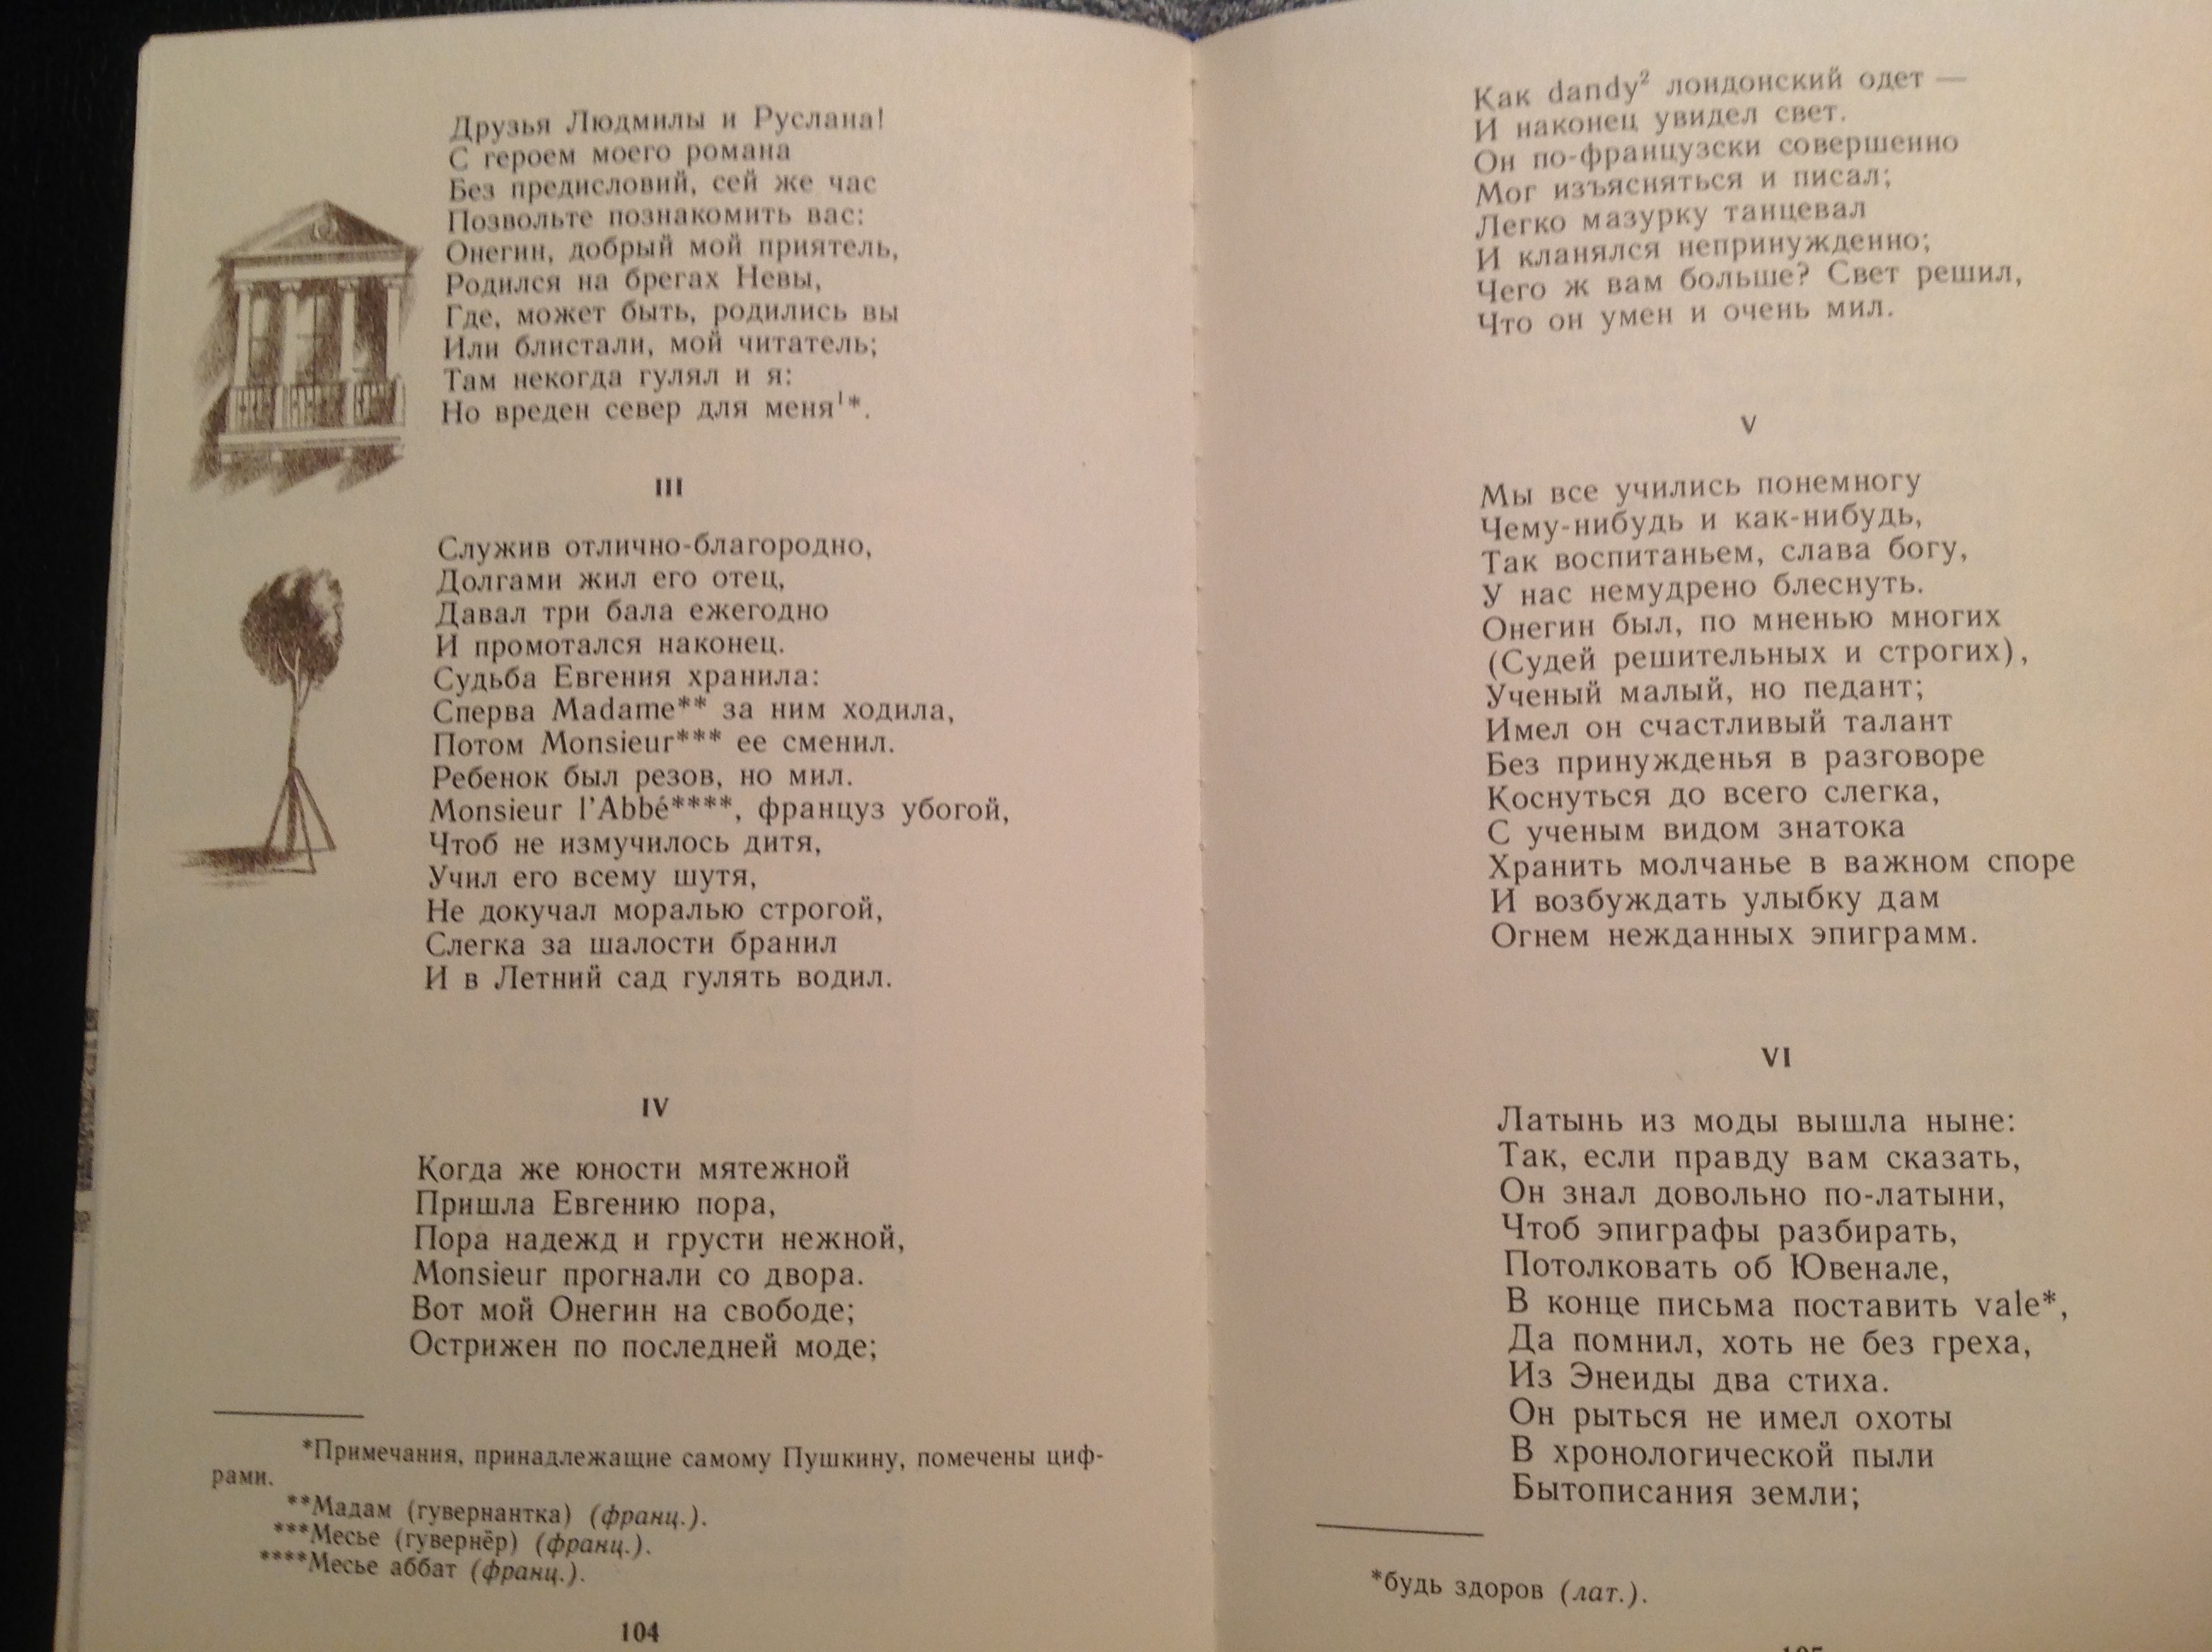 Друзья Людмилы и Руслана!
С героем моего романа
Без предисловий, сей же час
Позвольте познакомить вас:
Онегин, добрый мой приятель,
Родился на брегах Невы,
Где, может быть, родились вы
Или блистали, мой читатель;
Там некогда гулял и я:
Но вреден север для меня¹*.
III
Служив отлично-благородно,
Долгами жил его отец,
Давал три бала ежегодно
И промотался наконец.
Судьба Евгения хранила:
Сперва Madame** за ним ходила,
Потом Monsieur*** ее сменил.
Ребенок был резов, но мил.
Monsieur l'Abbé****, француз убогой,
Чтоб не измучилось дитя,
Учил его всему шутя,
Не докучал моралью строгой,
Слегка за шалости бранил
И в Летний сад гулять водил.
IV
Когда же юности мятежной
Пришла Евгению пора,
Пора надежд и грусти нежной,
Monsieur прогнали со двора.
Вот мой Онегин на свободе;
Острижен по последней моде;
*Примечания, принадлежащие самому Пушкину, помечены циф-
рами.
**Мадам (гувернантка) (франц.).
***Месье (гувернёр) (франц.).
****Месье аббат (франц.).
104
Как dandy² лондонский одет —
И наконец увидел свет.
Он по-французски совершенно
Мог изъясняться и писал;
Легко мазурку танцевал
И кланялся непринужденно;
Чего ж вам больше? Свет решил,
Что он умен и очень мил.
V
Мы все учились понемногу
Чему-нибудь и как-нибудь,
Так воспитаньем, слава богу,
У нас немудрено блеснуть.
Онегин был, по мненью многих
(Судей решительных и строгих),
Ученый малый, но педант;
Имел он счастливый талант
Без принужденья в разговоре
Коснуться до всего слегка,
С ученым видом знатока
Хранить молчанье в важном споре
И возбуждать улыбку дам
Огнем нежданных эпиграмм.
VI
Латынь из моды вышла ныне:
Так, если правду вам сказать,
Он знал довольно по-латыни,
Чтоб эпиграфы разбирать,
Потолковать об Ювенале,
В конце письма поставить vale*,
Да помнил, хоть не без греха,
Из Энеиды два стиха.
Он рыться не имел охоты
В хронологической пыли
Бытописания земли;
*будь здоров (лат.).